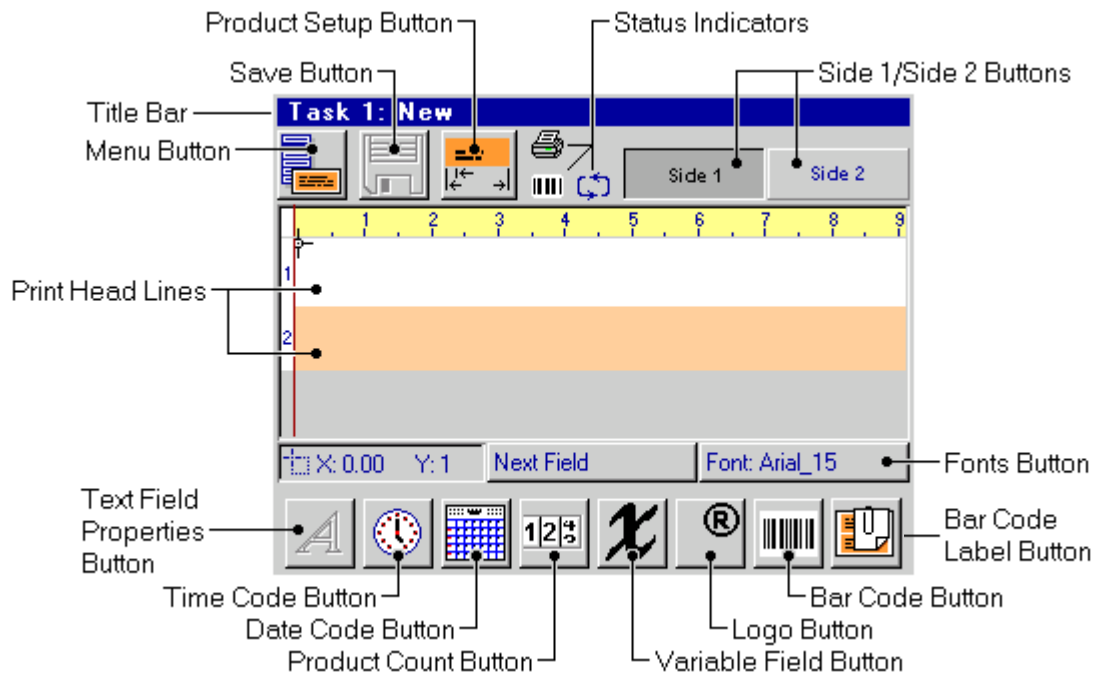 Product Setup Button
Status Indicators
Save Button
Side 1/Side 2 Buttons
Title Bar
Task 1: New
Menu Button
Side 1
Side 2
1 2 3 4 5 6 7 8 9
1
Print Head Lines
2
X: 0.00 Y: 1
Next Field
Font: Arial_15
Fonts Button
Text Field
Properties
Button
A
1 2 3
®
Bar Code
Label Button
Time Code Button
Bar Code Button
Date Code Button
Logo Button
Product Count Button
Variable Field Button